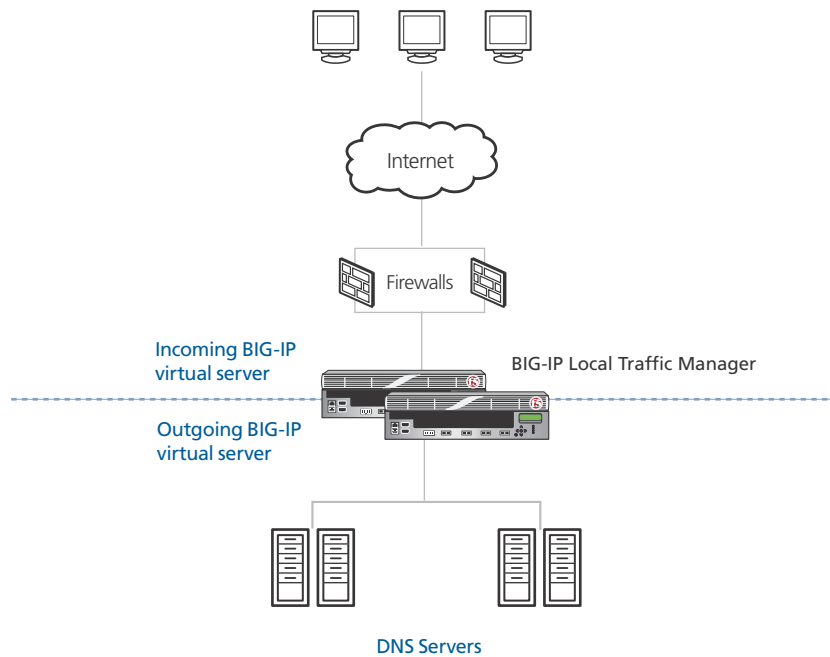 Internet
Firewalls
Incoming BIG-IP
virtual server
BIG-IP Local Traffic Manager
Outgoing BIG-IP
virtual server
DNS Servers